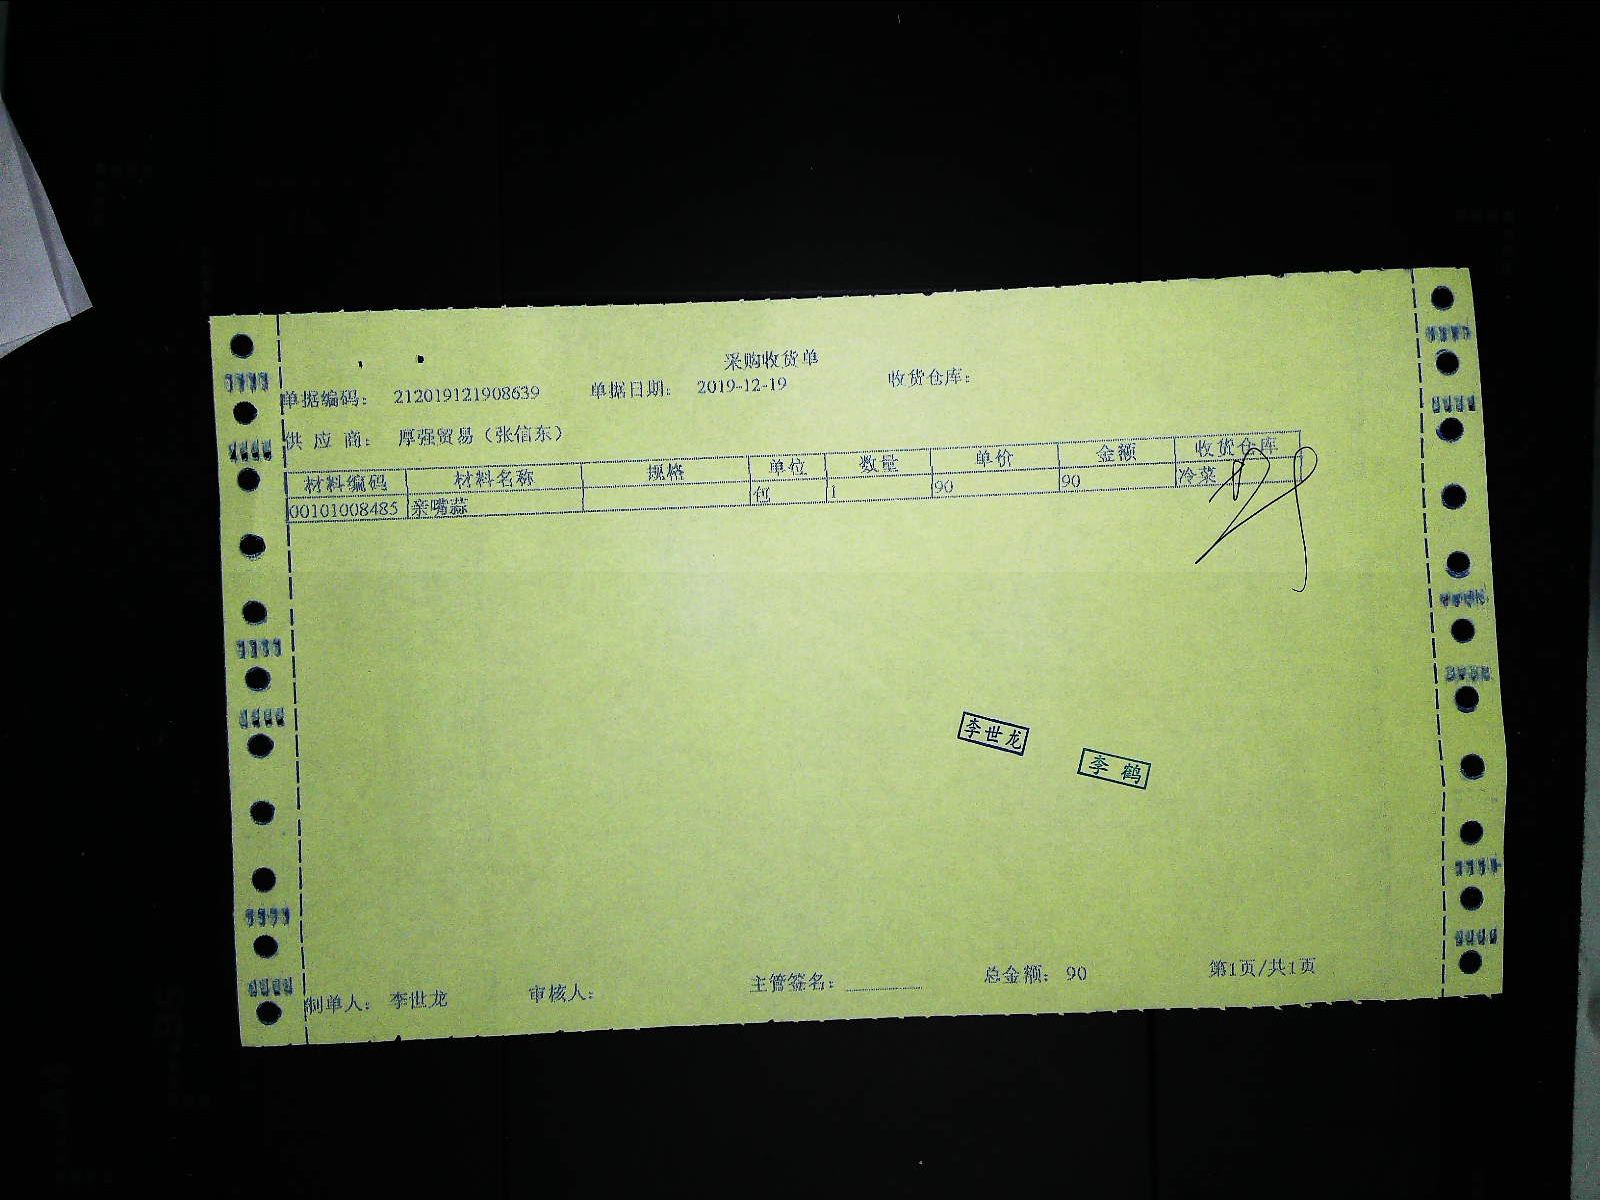 采购收货单
单据编码： 212019121908639 单据日期： 2019-12-19 收货仓库：
供 应 商： 厚强贸易（张信东）
材料编码 材料名称 规格 单位 数量 单价 金额 收货仓库
00101008485 亲嘴蒜 包 1 90 90 冷菜
李世龙
李 鹤
制单人： 李世龙 审核人： 主管签名： 总金额： 90 第1页/共1页